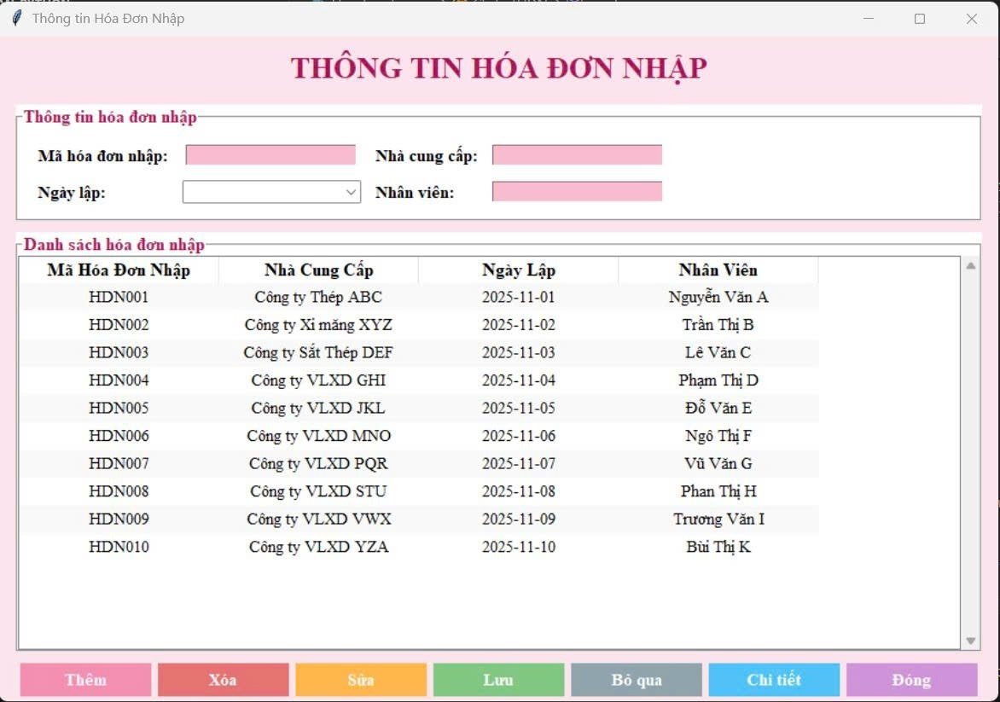 Thông tin Hóa Đơn Nhập
THÔNG TIN HÓA ĐƠN NHẬP
Thông tin hóa đơn nhập
Mã hóa đơn nhập: Nhà cung cấp:
Ngày lập: Nhân viên:
Danh sách hóa đơn nhập
Mã Hóa Đơn Nhập Nhà Cung Cấp Ngày Lập Nhân Viên
HDN001 Công ty Thép ABC 2025-11-01 Nguyễn Văn A
HDN002 Công ty Xi măng XYZ 2025-11-02 Trần Thị B
HDN003 Công ty Sắt Thép DEF 2025-11-03 Lê Văn C
HDN004 Công ty VLXD GHI 2025-11-04 Phạm Thị D
HDN005 Công ty VLXD JKL 2025-11-05 Đỗ Văn E
HDN006 Công ty VLXD MNO 2025-11-06 Ngô Thị F
HDN007 Công ty VLXD PQR 2025-11-07 Vũ Văn G
HDN008 Công ty VLXD STU 2025-11-08 Phan Thị H
HDN009 Công ty VLXD VWX 2025-11-09 Trương Văn I
HDN010 Công ty VLXD YZA 2025-11-10 Bùi Thị K
Thêm Xóa Sửa Lưu Bỏ qua Chi tiết Đóng